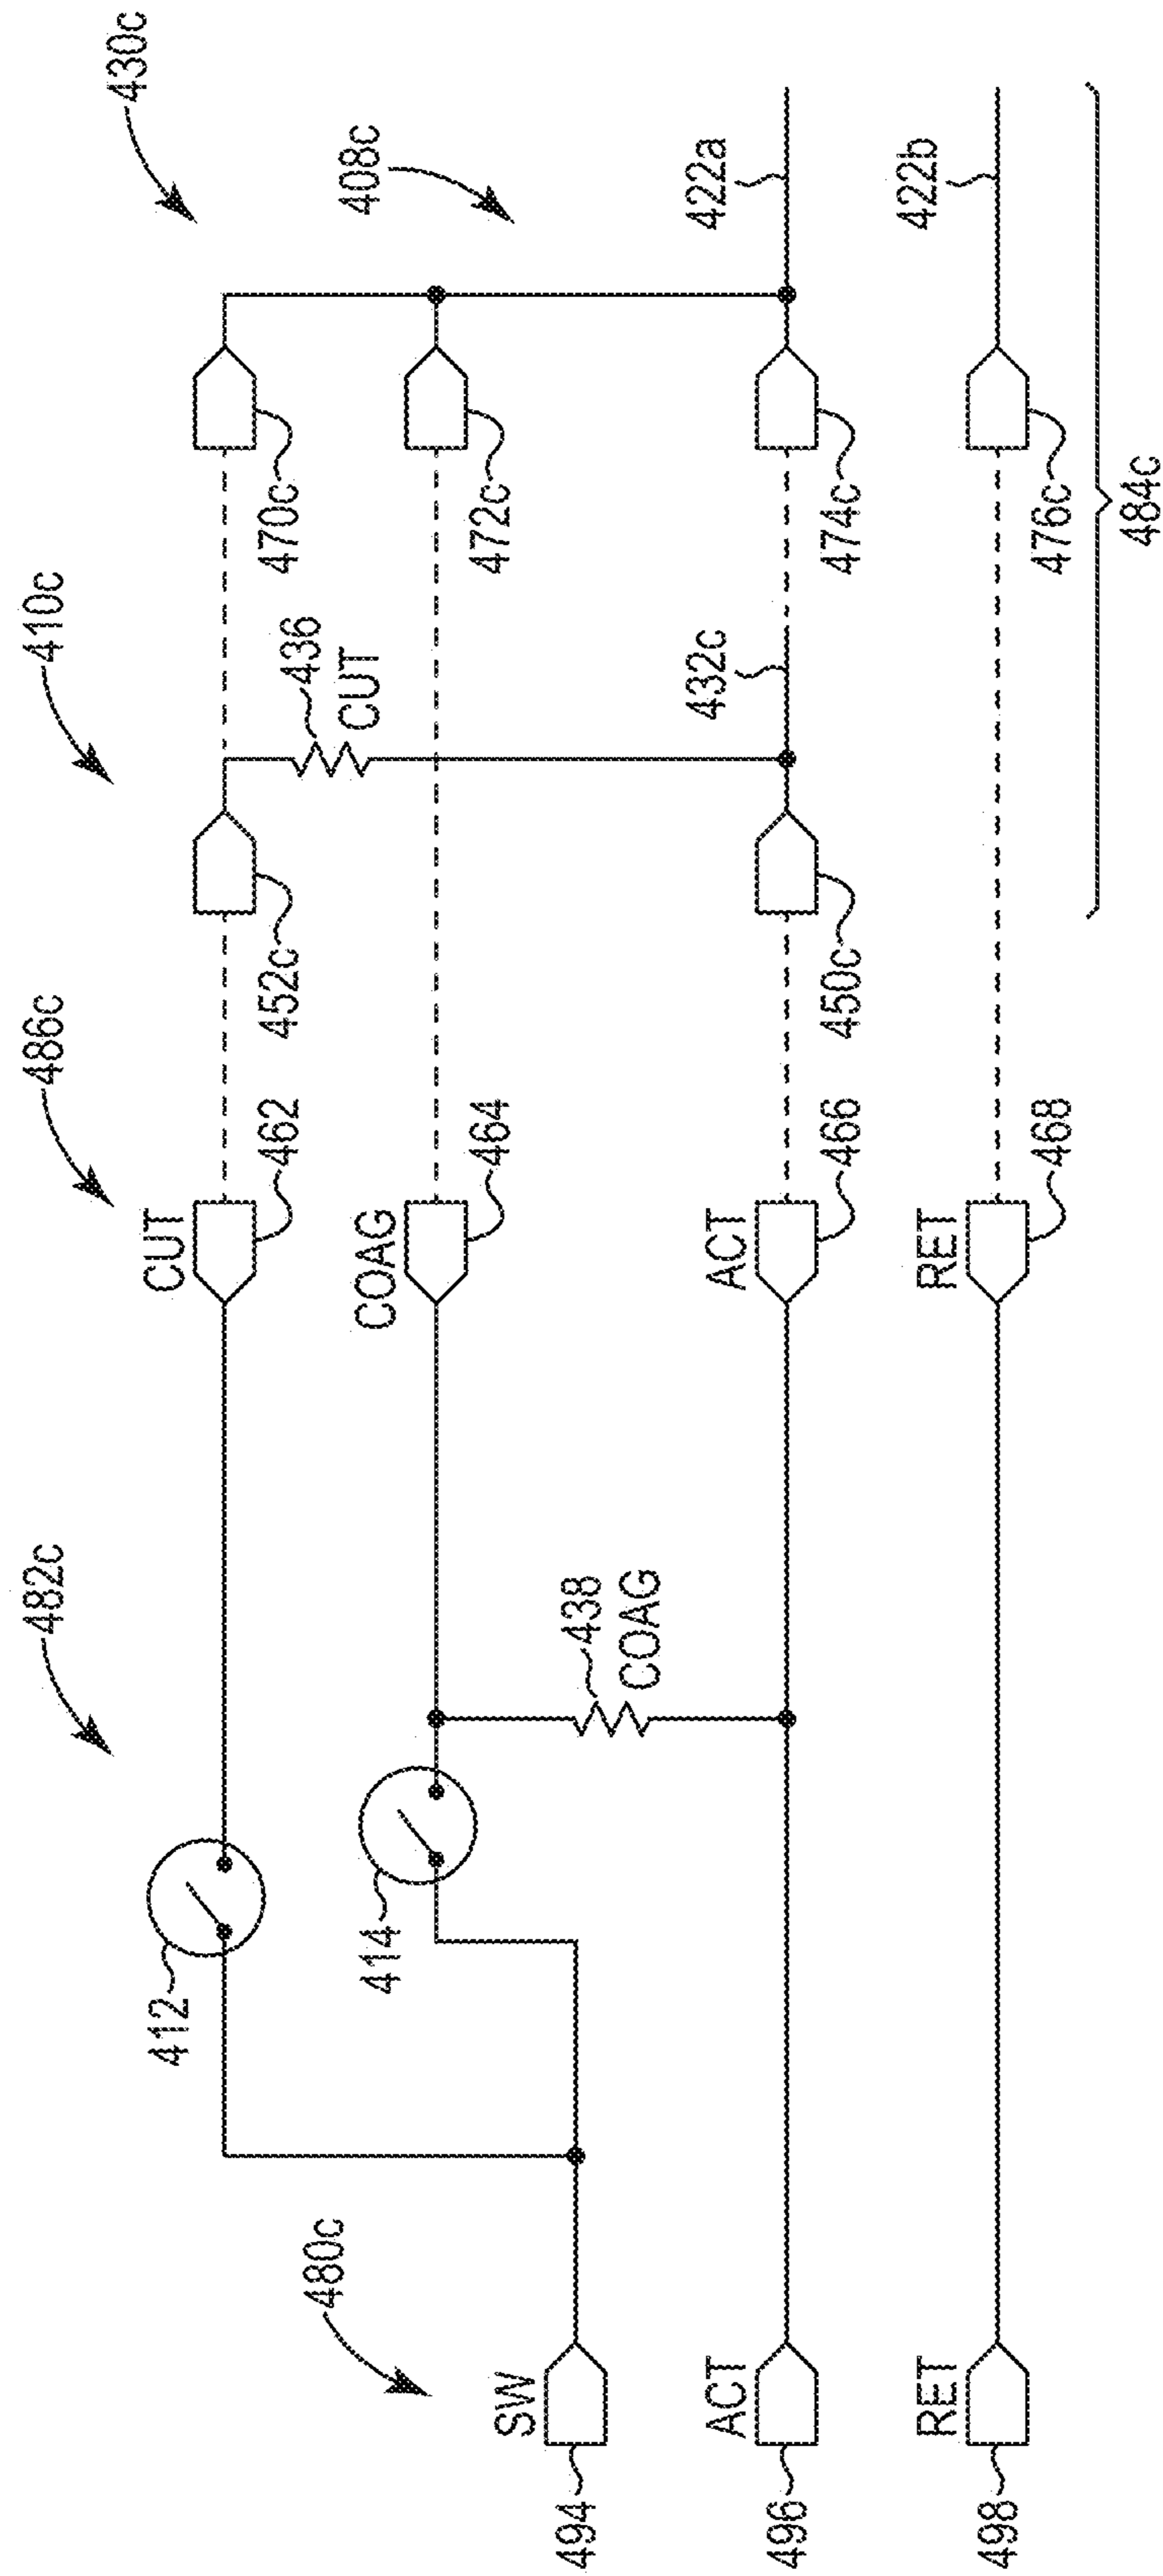 430c
408c
422a
422b
470c
472c
474c
476c
484c
410c
436
CUT
432c
452c
450c
486c
CUT
462
COAG
464
ACT
466
RET
468
482c
438
COAG
412
414
480c
SW
494
ACT
496
RET
498